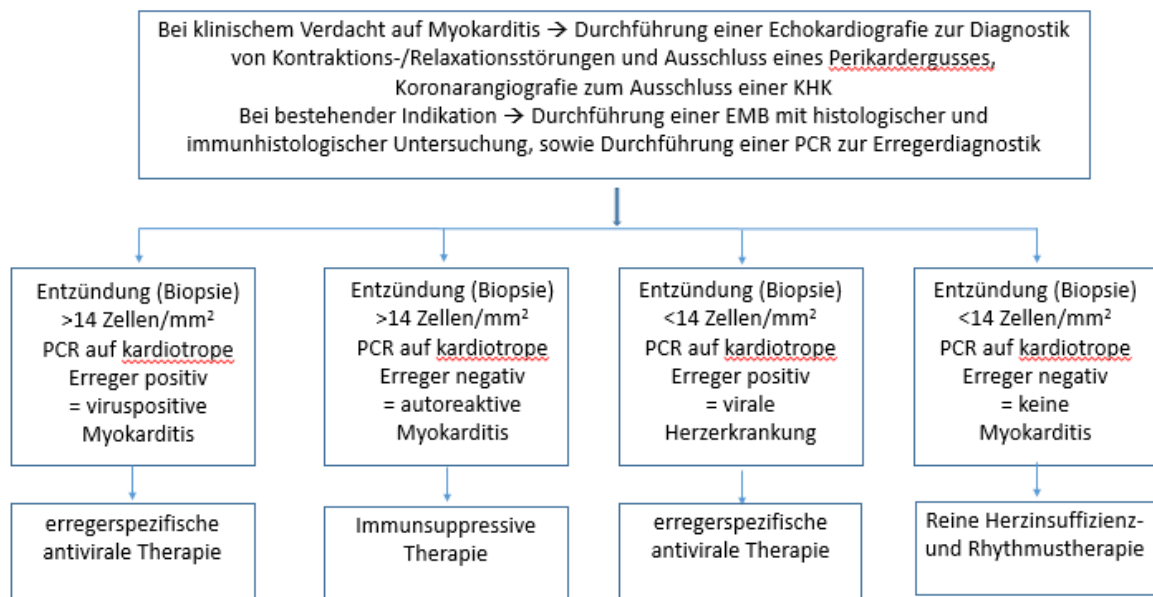 Bei klinischem Verdacht auf Myokarditis → Durchführung einer Echokardiografie zur Diagnostik
von Kontraktions-/Relaxationsstörungen und Ausschluss eines Perikardergusses,
Koronarangiografie zum Ausschluss einer KHK
Bei bestehender Indikation → Durchführung einer EMB mit histologischer und
immunhistologischer Untersuchung, sowie Durchführung einer PCR zur Erregerdiagnostik
Entzündung (Biopsie)
>14 Zellen/mm²
PCR auf kardiotrope
Erreger positiv
= viruspositive
Myokarditis
Entzündung (Biopsie)
>14 Zellen/mm²
PCR auf kardiotrope
Erreger negativ
= autoreaktive
Myokarditis
Entzündung (Biopsie)
<14 Zellen/mm²
PCR auf kardiotrope
Erreger positiv
= virale
Herzerkrankung
Entzündung (Biopsie)
<14 Zellen/mm²
PCR auf kardiotrope
Erreger negativ
= keine
Myokarditis
erregerspezifische
antivirale Therapie
Immunsuppressive
Therapie
erregerspezifische
antivirale Therapie
Reine Herzinsuffizienz-
und Rhythmustherapie